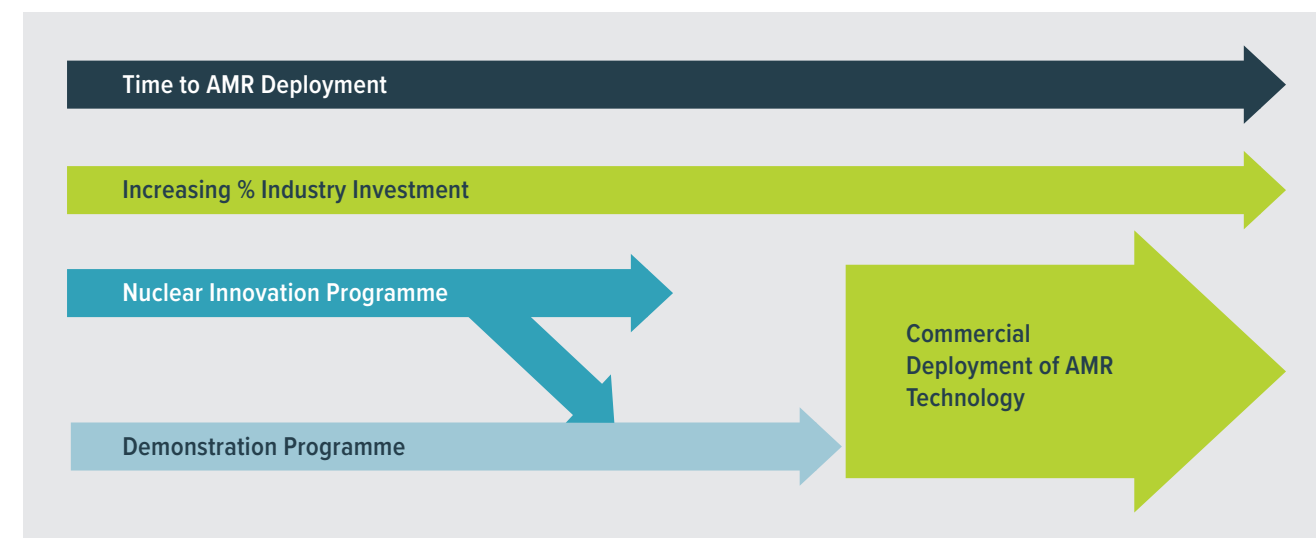 Time to AMR Deployment
Increasing % Industry Investment
Nuclear Innovation Programme
Commercial
Deployment of AMR
Technology
Demonstration Programme